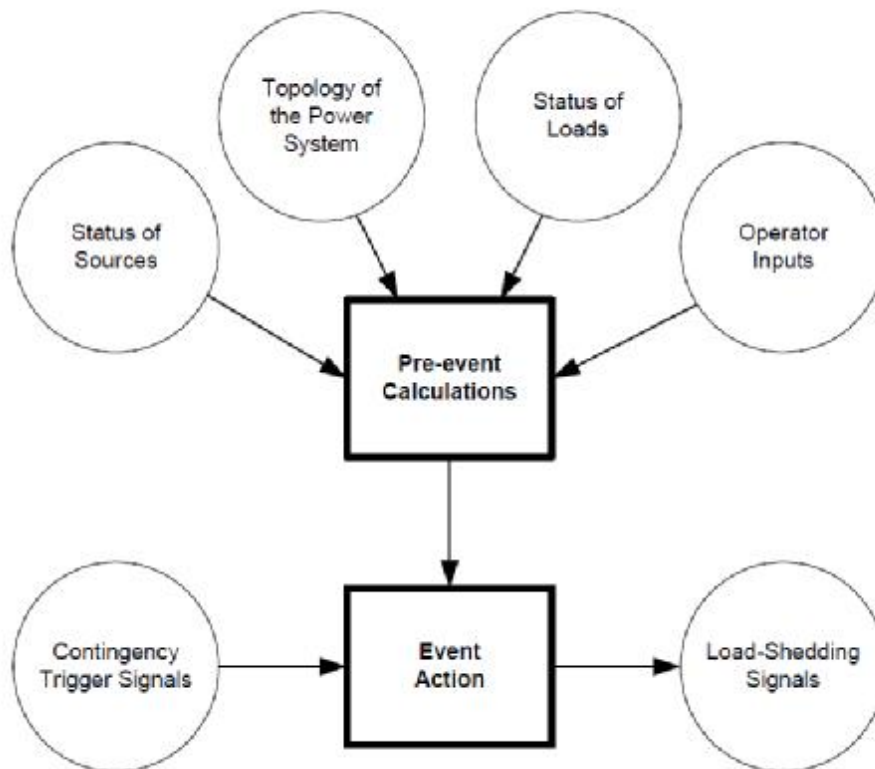 Topology of
the Power
System
Status of
Loads
Status of
Sources
Operator
Inputs
Pre-event
Calculations
Contingency
Trigger Signals
Event
Action
Load-Shedding
Signals